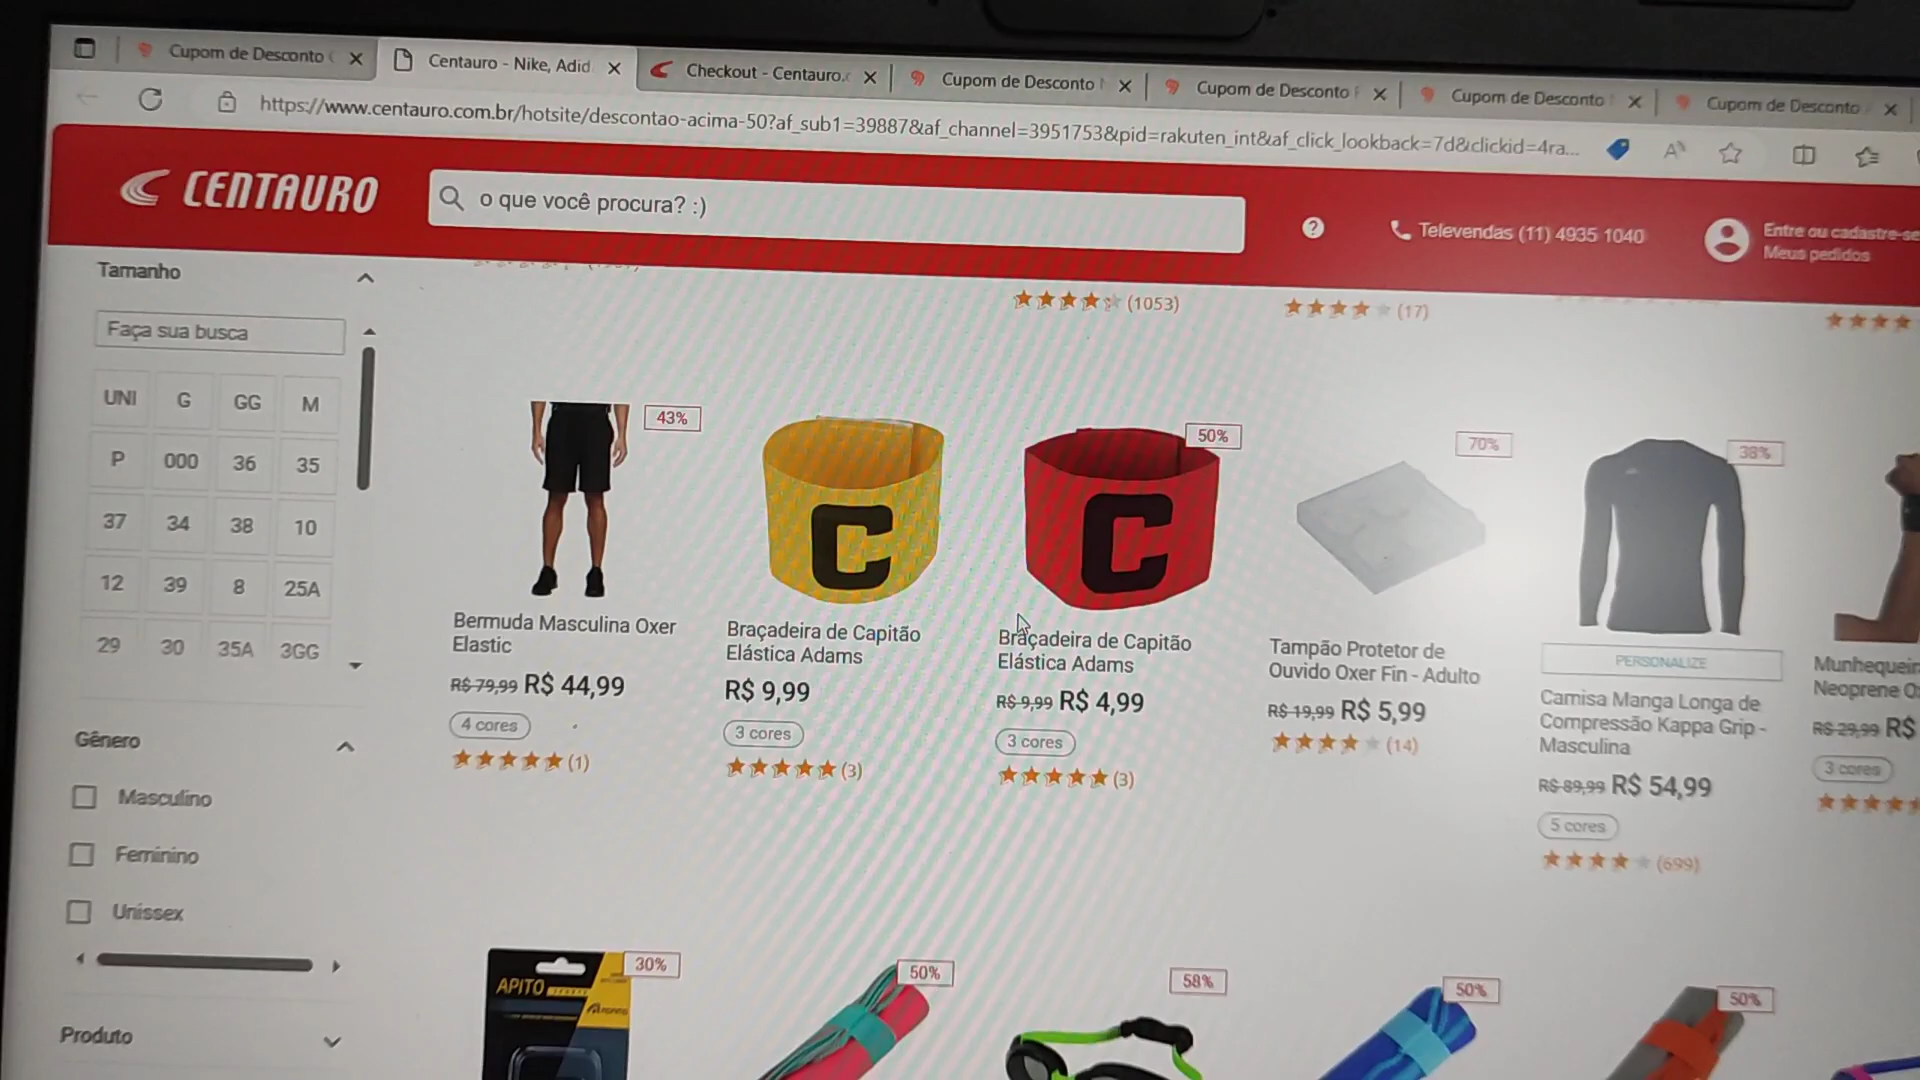 Cupom de Desconto
Centauro - Nike, Adid
Checkout - Centauro.c
Cupom de Desconto
Cupom de Desconto
Cupom de Desconto
Cupom de Desconto
https://www.centauro.com.br/hotsite/descontao-acima-50?af_sub1=39887&af_channel=3951753&pid=rakuten_int&af_click_lookback=7d&clickid=4ra...
CENTAURO
o que você procura? :)
Televendas (11) 4935 1040
Entre ou cadastre-se
Meus pedidos
Tamanho
Faça sua busca
UNI G GG M
P 000 36 35
37 34 38 10
12 39 8 25A
29 30 35A 3GG
Gênero
Masculino
Feminino
Unissex
Produto
(1053)
(17)
43%
Bermuda Masculina Oxer
Elastic
R$ 79,99 R$ 44,99
4 cores
(1)
C
Braçadeira de Capitão
Elástica Adams
R$ 9,99
3 cores
(3)
50%
C
Braçadeira de Capitão
Elástica Adams
R$ 9,99 R$ 4,99
3 cores
(3)
70%
Tampão Protetor de
Ouvido Oxer Fin - Adulto
R$ 19,99 R$ 5,99
(14)
38%
PERSONALIZE
Camisa Manga Longa de
Compressão Kappa Grip -
Masculina
R$ 89,99 R$ 54,99
5 cores
(699)
Munhequeir
Neoprene O
R$ 29,99 R$
3 cores
30%
APITO
50%
58%
50%
50%